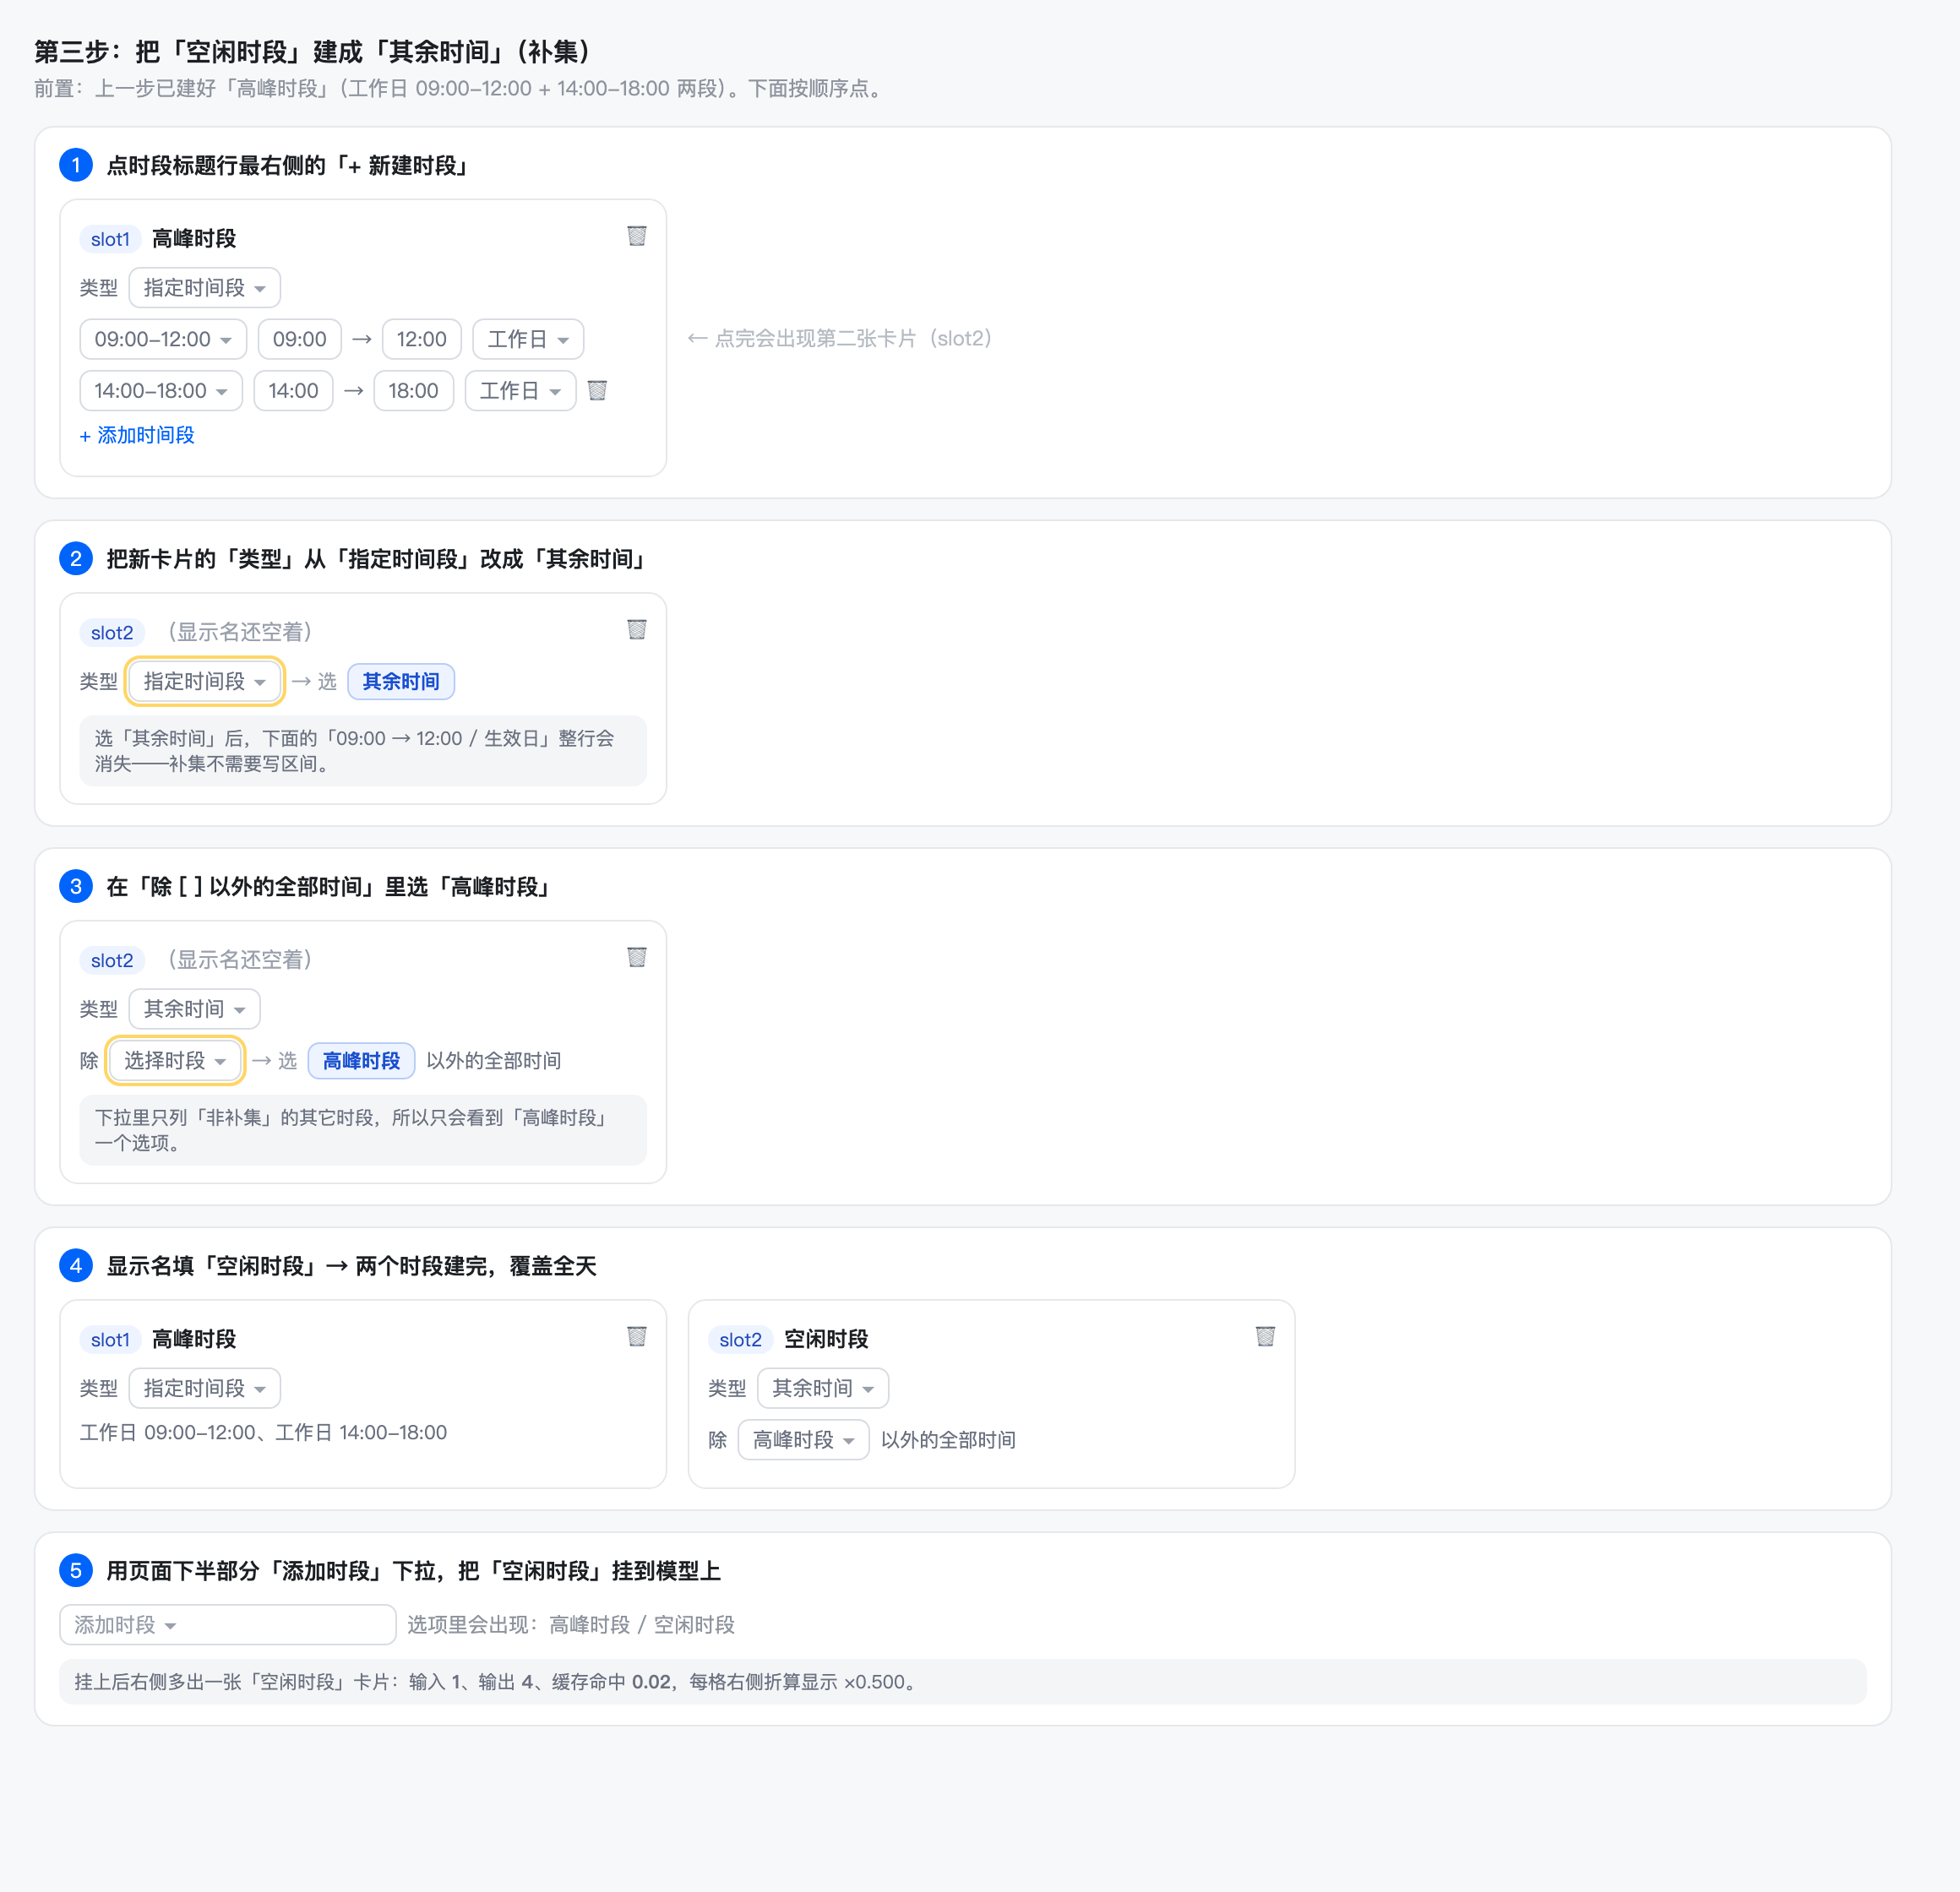 第三步：把「空闲时段」建成「其余时间」（补集）
前置：上一步已建好「高峰时段」（工作日 09:00–12:00 + 14:00–18:00 两段）。下面按顺序点。
1 点时段标题行最右侧的「+ 新建时段」
slot1 高峰时段
类型 指定时间段
09:00–12:00 09:00 → 12:00 工作日
← 点完会出现第二张卡片（slot2）
14:00–18:00 14:00 → 18:00 工作日
+ 添加时间段
2 把新卡片的「类型」从「指定时间段」改成「其余时间」
slot2 （显示名还空着）
类型 指定时间段 → 选 其余时间
选「其余时间」后，下面的「09:00 → 12:00 / 生效日」整行会
消失——补集不需要写区间。
3 在「除 [ ] 以外的全部时间」里选「高峰时段」
slot2 （显示名还空着）
类型 其余时间
除 选择时段 → 选 高峰时段 以外的全部时间
下拉里只列「非补集」的其它时段，所以只会看到「高峰时段」
一个选项。
4 显示名填「空闲时段」→ 两个时段建完，覆盖全天
slot1 高峰时段
类型 指定时间段
工作日 09:00–12:00、工作日 14:00–18:00
slot2 空闲时段
类型 其余时间
除 高峰时段 以外的全部时间
5 用页面下半部分「添加时段」下拉，把「空闲时段」挂到模型上
添加时段 选项里会出现：高峰时段 / 空闲时段
挂上后右侧多出一张「空闲时段」卡片：输入 1、输出 4、缓存命中 0.02，每格右侧折算显示 ×0.500。